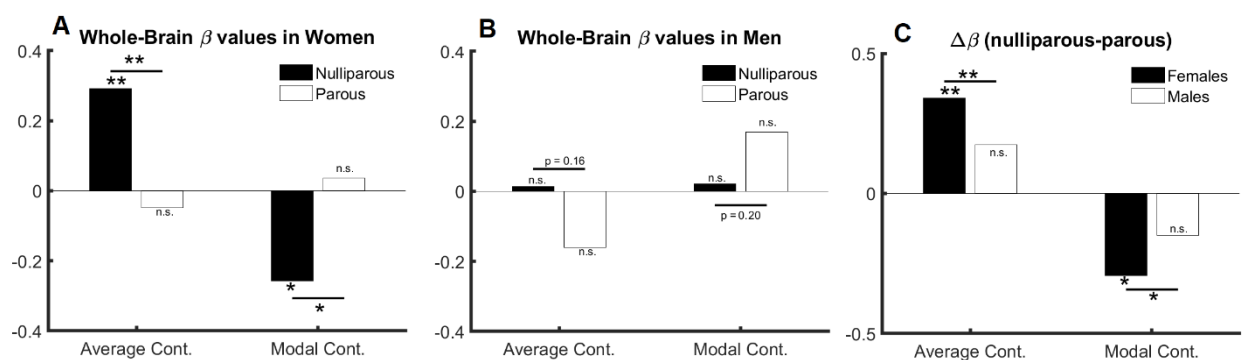 A
Whole-Brain β values in Women
0.4
0.2
0
-0.2
-0.4
**
**
Nulliparous
Parous
n.s.
n.s.
*
*
Average Cont.
Modal Cont.
B
Whole-Brain β values in Men
0.4
0.2
0
-0.2
-0.4
Nulliparous
Parous
n.s.
p = 0.16
n.s.
n.s.
n.s.
p = 0.20
Average Cont.
Modal Cont.
C
Δβ (nulliparous-parous)
0.5
0
-0.5
**
**
Females
Males
n.s.
n.s.
*
*
Average Cont.
Modal Cont.